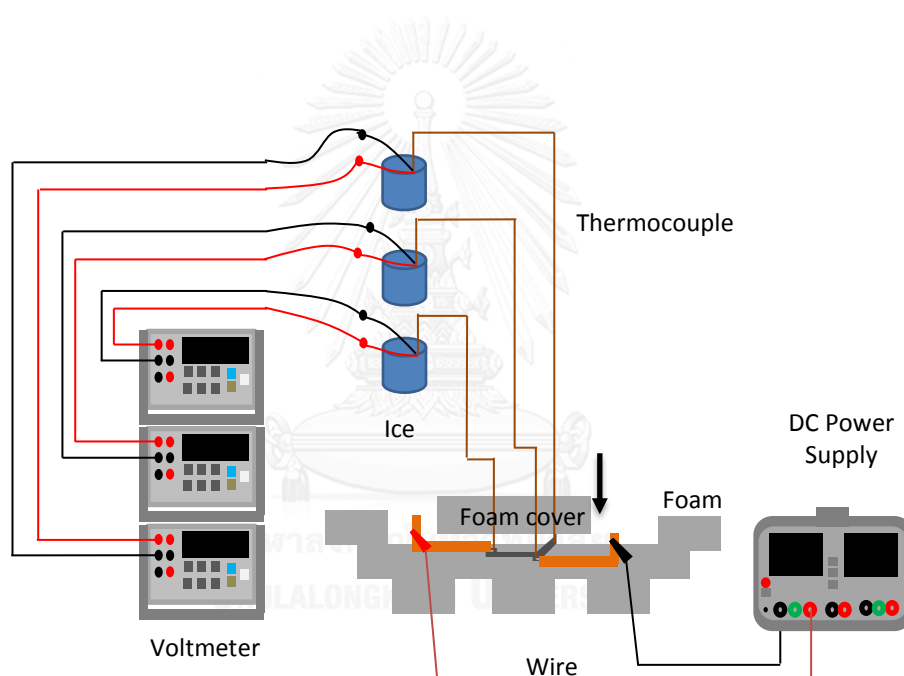 Thermocouple
Ice
DC Power
Supply
Foam cover
Foam
Voltmeter
Wire